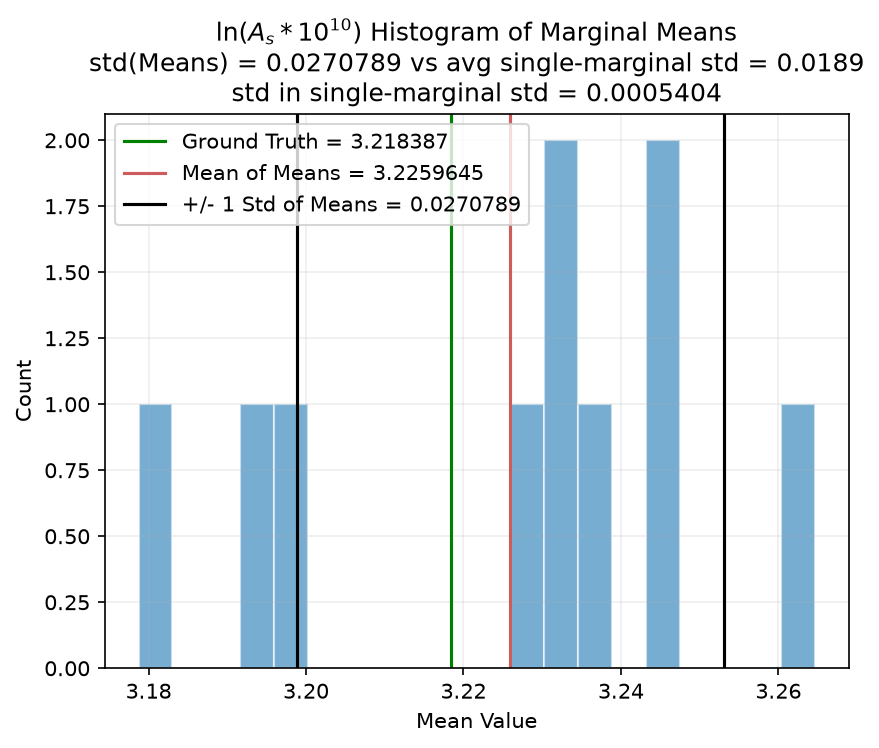 ln(A_s * 10^10) Histogram of Marginal Means
std(Means) = 0.0270789 vs avg single-marginal std = 0.0189
std in single-marginal std = 0.0005404
Ground Truth = 3.218387
Mean of Means = 3.2259645
+/- 1 Std of Means = 0.0270789
2.00
1.75
1.50
1.25
1.00
0.75
0.50
0.25
0.00
Count
3.18 3.20 3.22 3.24 3.26
Mean Value